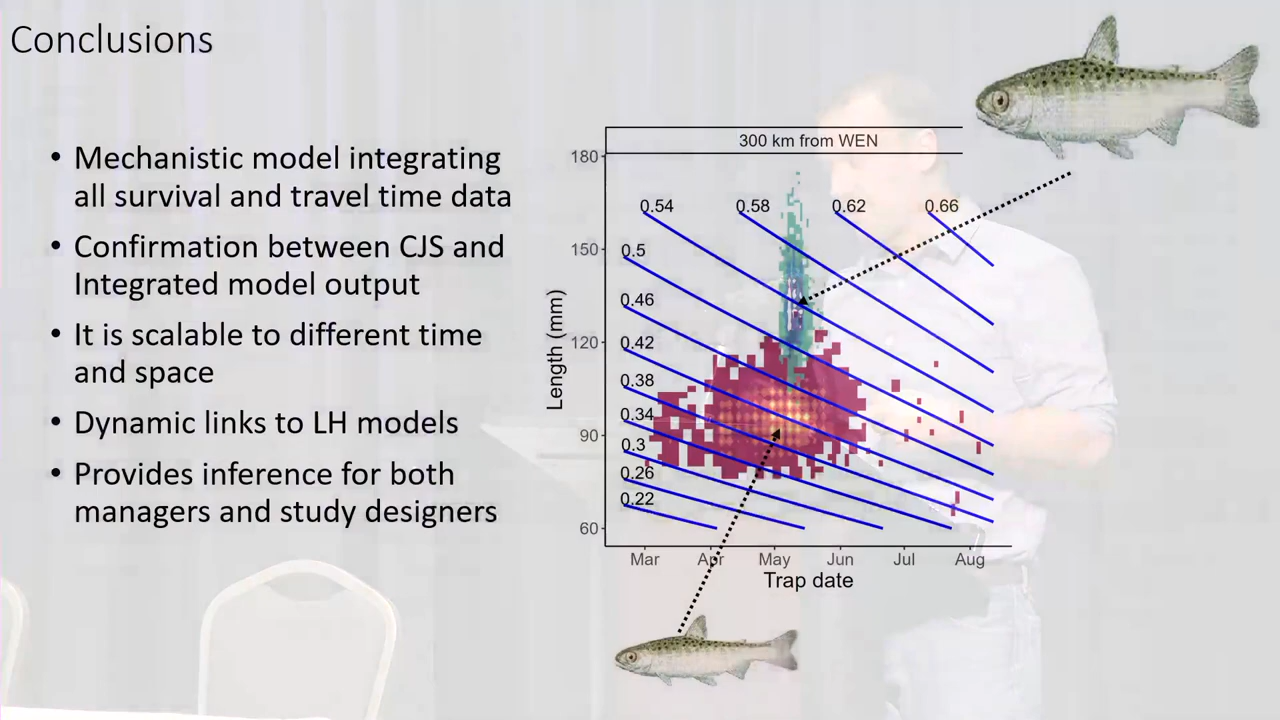 Conclusions
• Mechanistic model integrating
all survival and travel time data
• Confirmation between CJS and
Integrated model output
• It is scalable to different time
and space
• Dynamic links to LH models
• Provides inference for both
managers and study designers
300 km from WEN
180
150
120
90
60
Length (mm)
0.54
0.58
0.62
0.66
0.5
0.46
0.42
0.38
0.34
0.3
0.26
0.22
Mar
Apr
May
Jun
Jul
Aug
Trap date